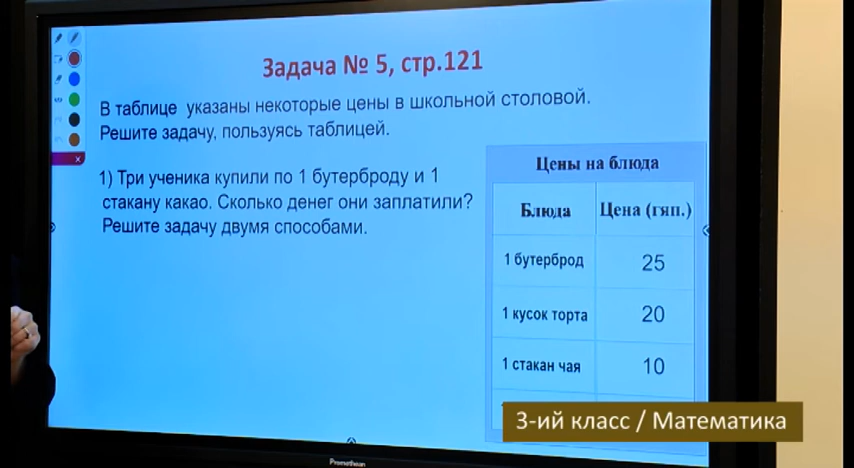 Задача № 5, стр.121
В таблице указаны некоторые цены в школьной столовой.
Решите задачу, пользуясь таблицей.
1) Три ученика купили по 1 бутерброду и 1
стакану какао. Сколько денег они заплатили?
Решите задачу двумя способами.
Цены на блюда
Блюда Цена (гяп.)
1 бутерброд 25
1 кусок торта 20
1 стакан чая 10
3-ий класс / Математика
Promethean